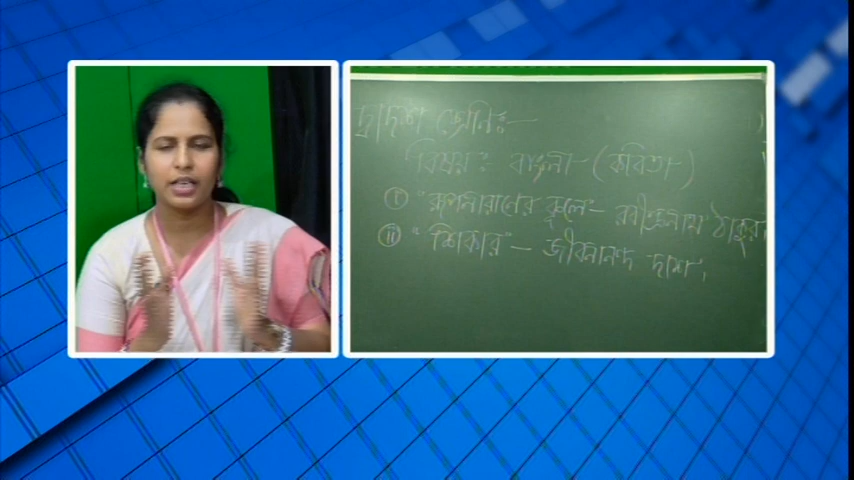 দ্বাদশ শ্রেণি ঃ—
বিষয় ঃ বাংলা - (কবিতা)
(i) "রূপনারাণের কূলে" – রবীন্দ্রনাথ ঠাকুর।
(ii) "শিকার" – জীবনানন্দ দাশ,